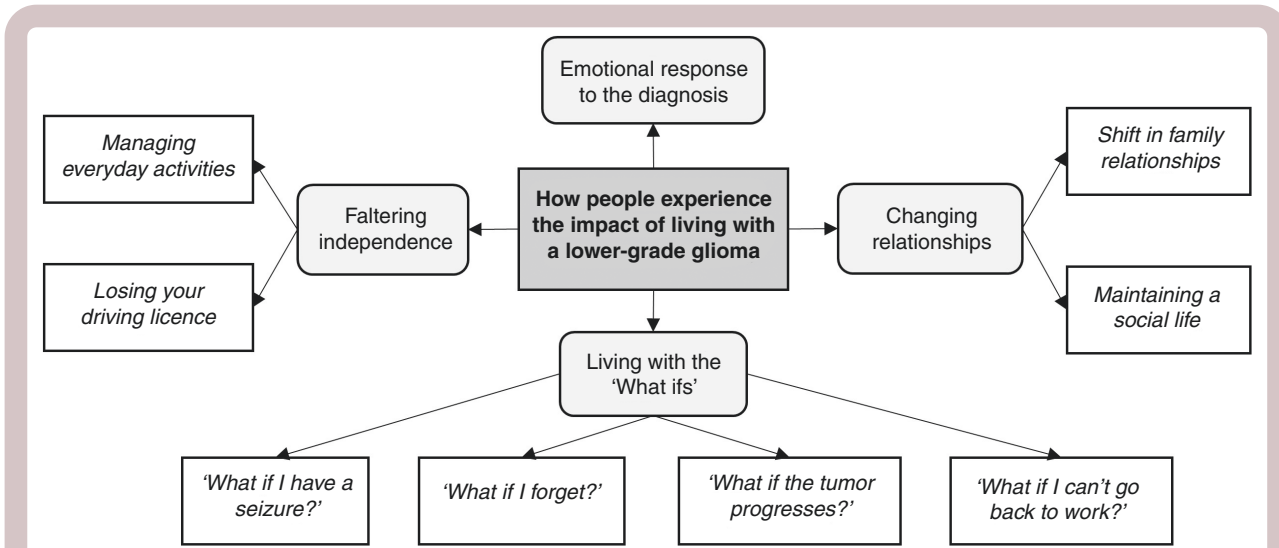 Emotional response
to the diagnosis
Managing
everyday activities
Shift in family
relationships
How people experience
the impact of living with
a lower-grade glioma
Faltering
independence
Changing
relationships
Losing your
driving licence
Maintaining a
social life
Living with the
‘What ifs’
‘What if I have a
seizure?’
‘What if I forget?’
‘What if the tumor
progresses?’
‘What if I can’t go
back to work?’